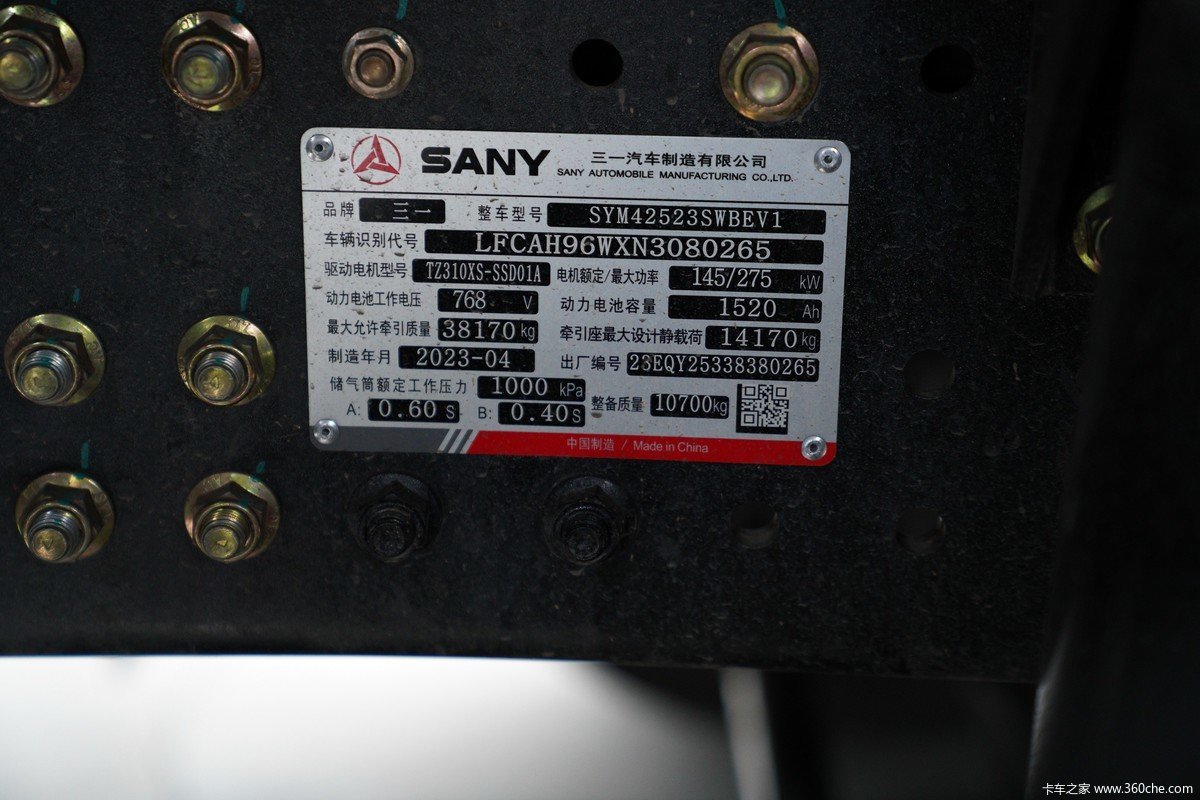 SANY 三一汽车制造有限公司
SANY AUTOMOBILE MANUFACTURING CO.,LTD.
品牌 三一 整车型号 SYM42523SWBEV1
车辆识别代号 LFCAH96WXN3080265
驱动电机型号 TZ310XS-SSD01A 电机额定/最大功率 145/275 kW
动力电池工作电压 768 V 动力电池容量 1520 Ah
最大允许牵引质量 38170 kg 牵引座最大设计静载荷 14170 kg
制造年月 2023-04 出厂编号 23EQY25338380265
储气筒额定工作压力 1000 kPa
A: 0.60 S B: 0.40 S 整备质量 10700 kg
中国制造 / Made in China
卡车之家 www.360che.com